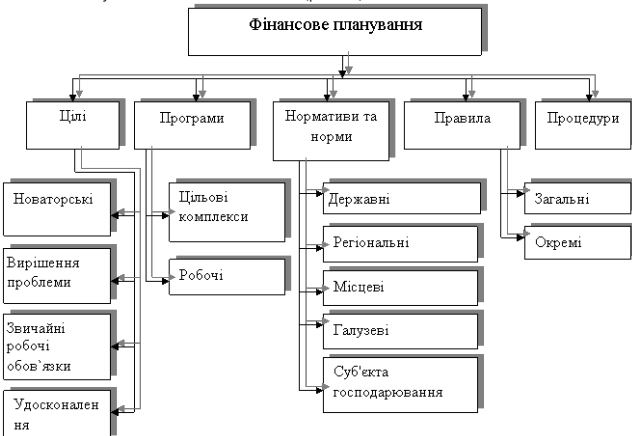 Фінансове планування
Цілі
Програми
Нормативи та
норми
Правила
Процедури
Новаторські
Вирішення
проблеми
Звичайні
робочі
обов`язки
Удосконален
ня
Цільові
комплекси
Робочі
Державні
Регіональні
Місцеві
Галузеві
Суб'єкта
господарювання
Загальні
Окремі